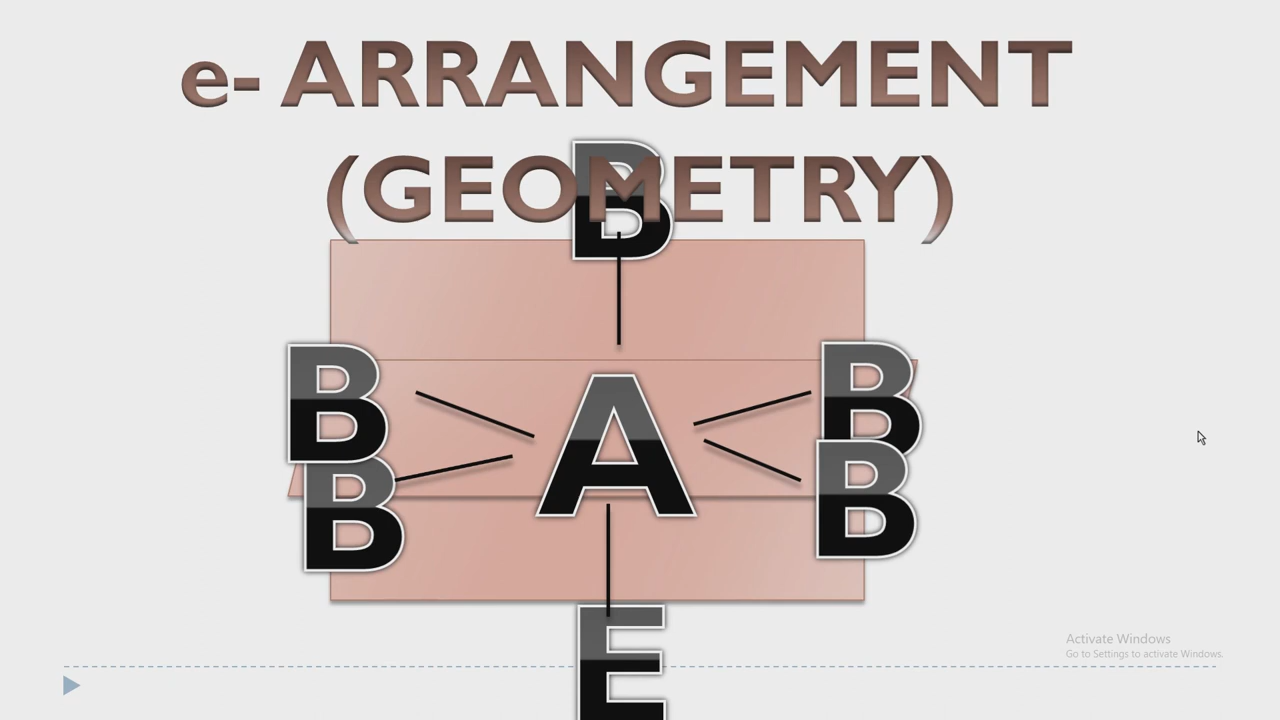 e- ARRANGEMENT
(GEOMETRY)
B
B
B
A
B
B
E
Activate Windows
Go to Settings to activate Windows.